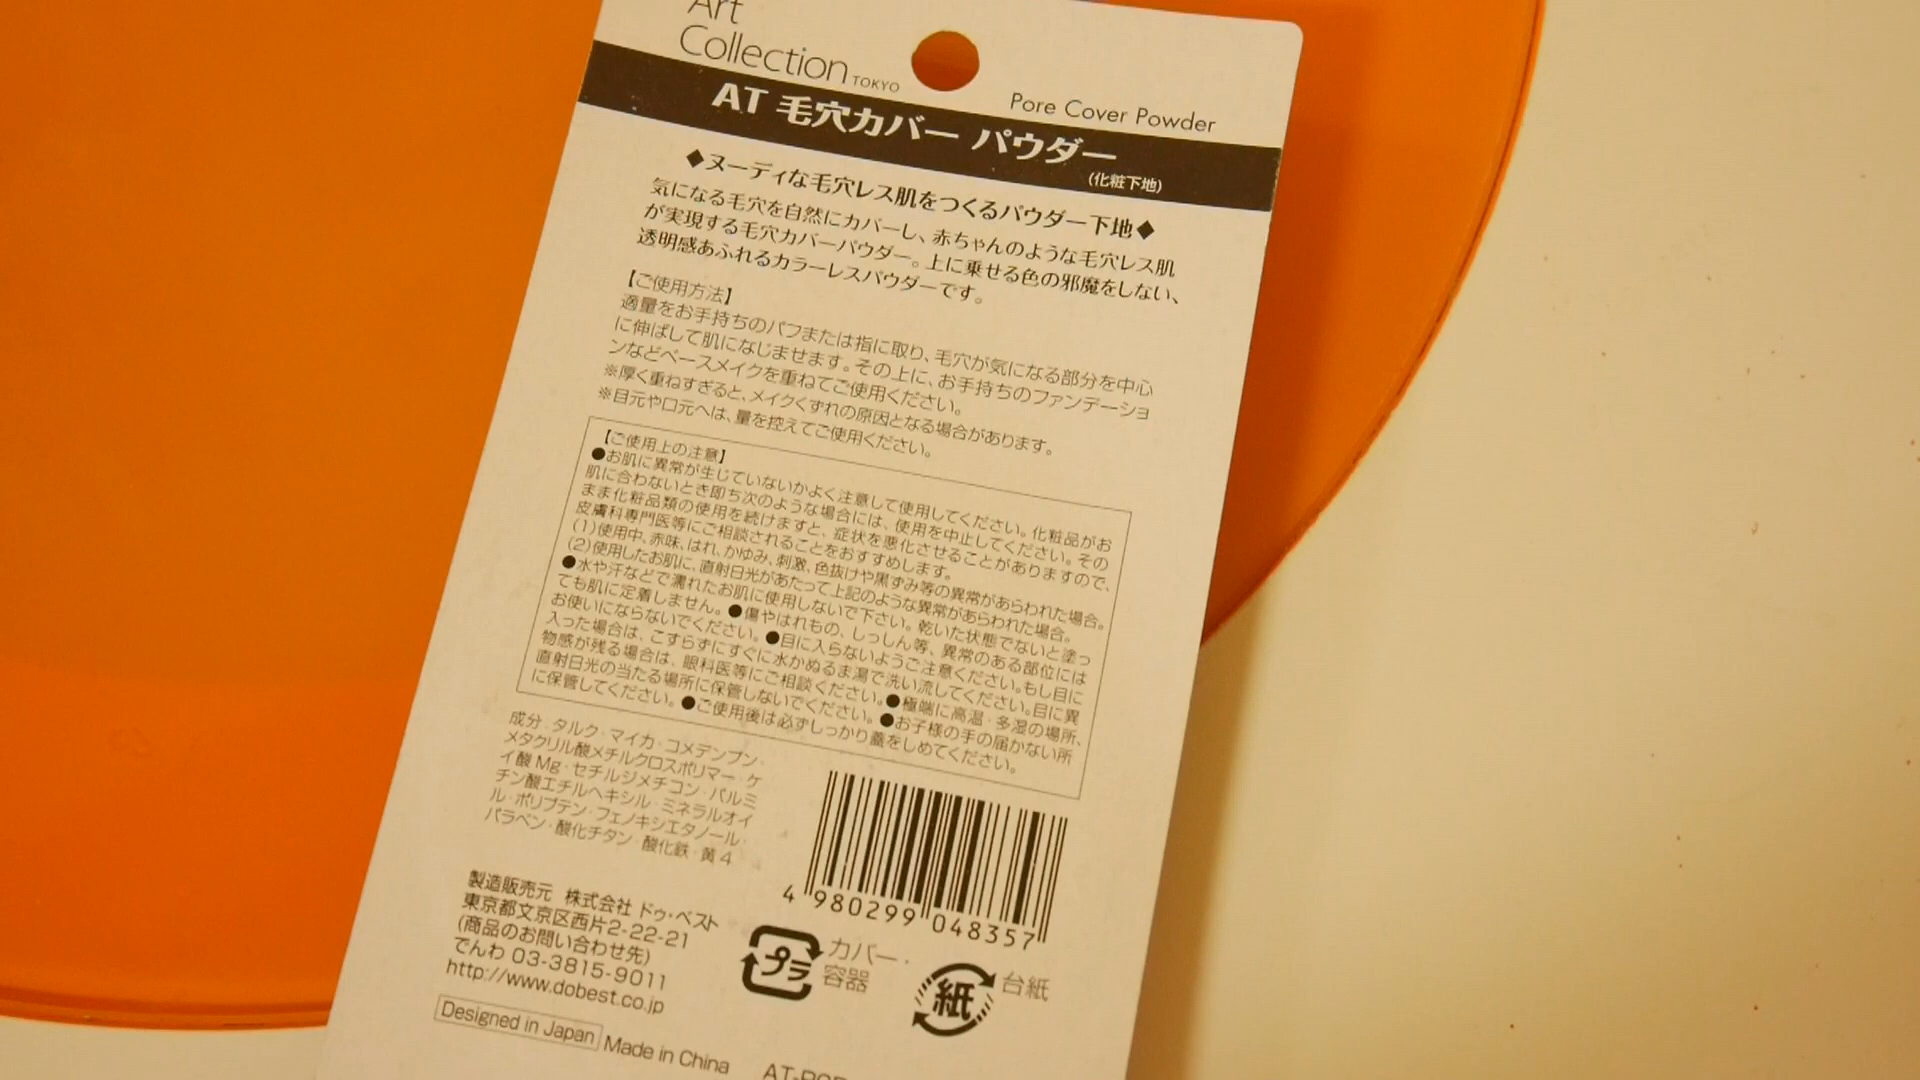 Art
Collection TOKYO
Pore Cover Powder
AT 毛穴カバー パウダー
(化粧下地)
◆ヌーディな毛穴レス肌をつくるパウダー下地◆
気になる毛穴を自然にカバーし、赤ちゃんのような毛穴レス肌
が実現する毛穴カバーパウダー。上に乗せる色の邪魔をしない、
透明感あふれるカラーレスパウダーです。
【ご使用方法】
適量をお手持ちのパフまたは指に取り、毛穴が気になる部分を中心
に伸ばして肌になじませます。その上に、お手持ちのファンデーショ
ンなどベースメイクを重ねてご使用ください。
※厚く重ねすぎると、メイクくずれの原因となる場合があります。
※目元や口元へは、量を控えてご使用ください。
【ご使用上の注意】
●お肌に異常が生じていないかよく注意して使用してください。化粧品がお
肌に合わないとき即ち次のような場合には、使用を中止してください。その
まま化粧品類の使用を続けますと、症状を悪化させることがありますので、
皮膚科専門医等にご相談されることをおすすめします。
(1)使用中、赤味、はれ、かゆみ、刺激、色抜けや黒ずみ等の異常があらわれた場合。
(2)使用したお肌に、直射日光があたって上記のような異常があらわれた場合。
●水や汗などで濡れたお肌に使用しないで下さい。乾いた状態でないと塗っ
ても肌に定着しません。●傷やはれもの、しっしん等、異常のある部位には
お使いにならないでください。●目に入らないようご注意ください。もし目に
入った場合は、こすらずにすぐに水かぬるま湯で洗い流してください。目に異
物感が残る場合は、眼科医等にご相談ください。●極端に高温・多湿の場所、
直射日光の当たる場所に保管しないでください。●お子様の手の届かない所
に保管してください。●ご使用後は必ずしっかり蓋をしめてください。
成分・タルク・マイカ・コメデンプン・
メタクリル酸メチルクロスポリマー・ケ
イ酸Mg・セチルジメチコン・パルミ
チン酸エチルヘキシル・ミネラルオイ
ル・ポリブテン・フェノキシエタノール・
パラベン・酸化チタン・酸化鉄・黄4
4 980299 048357
製造販売元 株式会社 ドゥ・ベスト
東京都文京区西片2-22-21
(商品のお問い合わせ先)
でんわ 03-3815-9011
http://www.dobest.co.jp
プラ カバー・
容器
紙 台紙
Designed in Japan Made in China